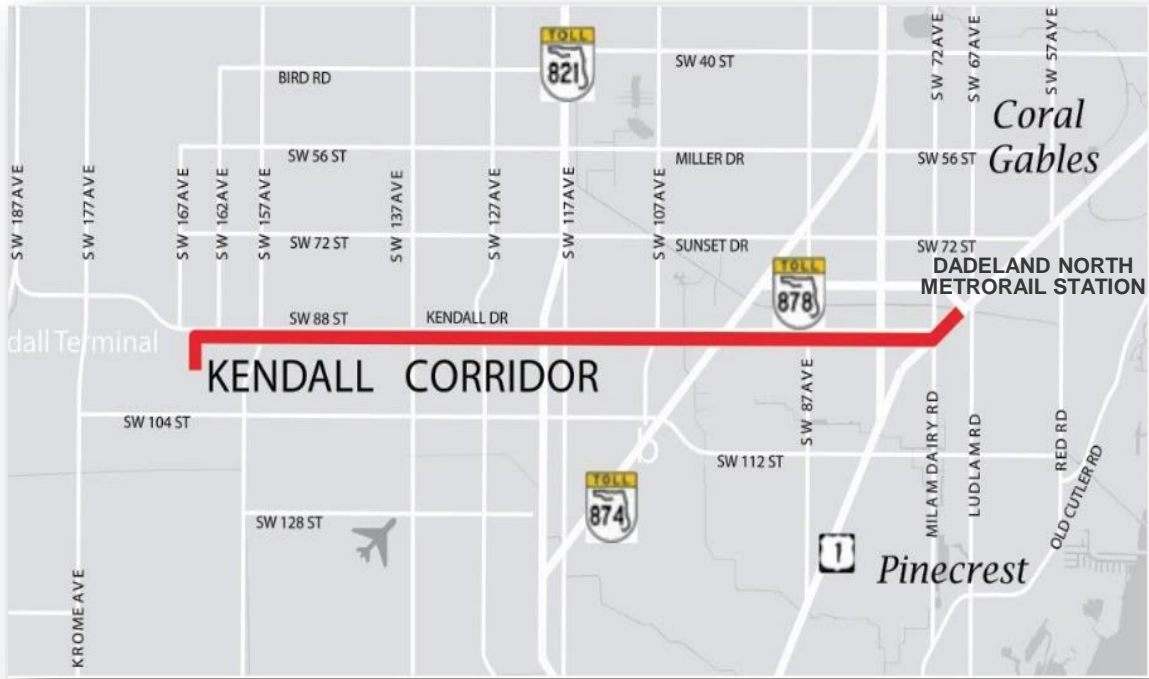 TOLL
821
SW 40 ST
BIRD RD
SW 72 AVE
SW 67 AVE
SW 57 AVE
Coral
Gables
SW 187 AVE
SW 177 AVE
SW 167 AVE
SW 162 AVE
SW 157 AVE
SW 137 AVE
SW 127 AVE
SW 117 AVE
SW 107 AVE
SW 56 ST
MILLER DR
SW 56 ST
SW 72 ST
SUNSET DR
SW 72 ST
DADELAND NORTH
METRORAIL STATION
TOLL
878
SW 88 ST
KENDALL DR
dall Terminal
KENDALL CORRIDOR
SW 87 AVE
SW 104 ST
SW 112 ST
MILAM DAIRY RD
LUDLAM RD
RED RD
OLD CUTLER RD
TOLL
874
SW 128 ST
1
Pinecrest
KROME AVE